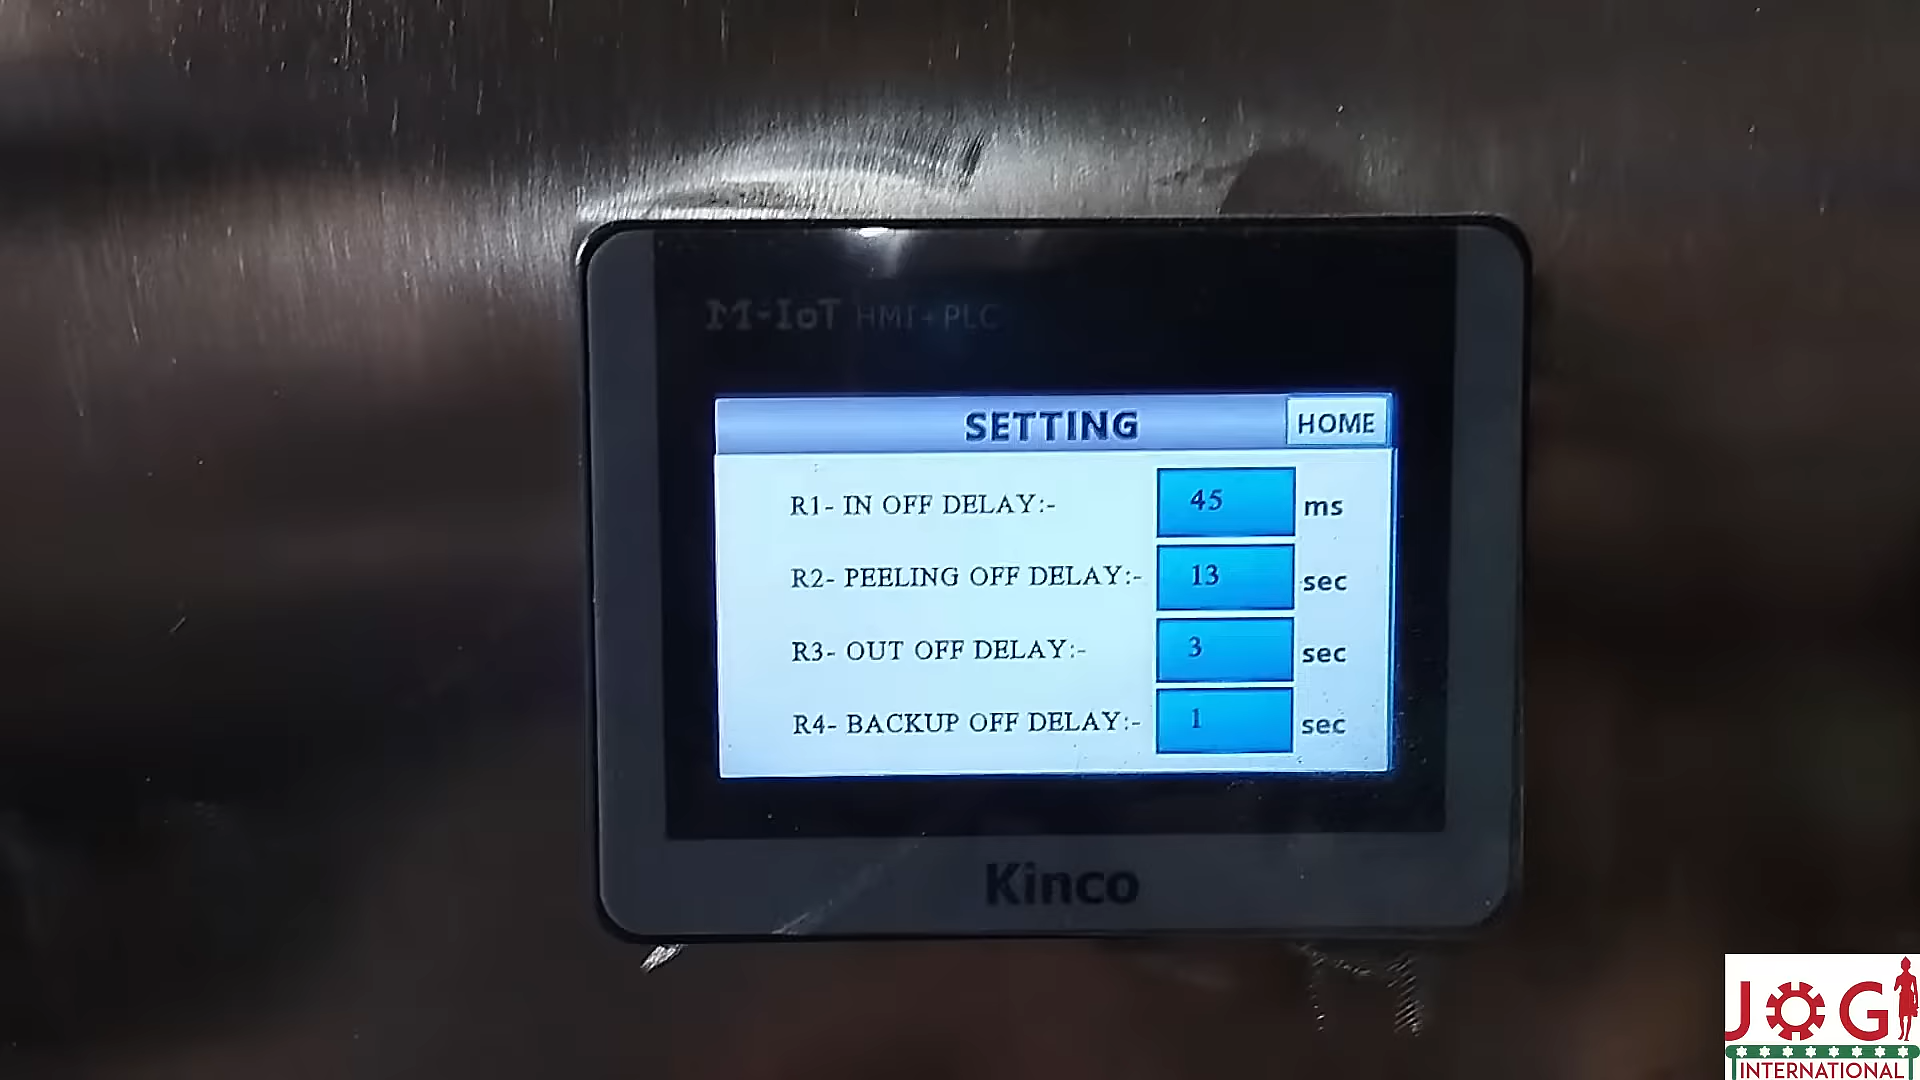 M-IoT HMI+PLC
SETTING
HOME
R1- IN OFF DELAY:- 45 ms
R2- PEELING OFF DELAY:- 13 sec
R3- OUT OFF DELAY:- 3 sec
R4- BACKUP OFF DELAY:- 1 sec
Kinco
JOGI
INTERNATIONAL